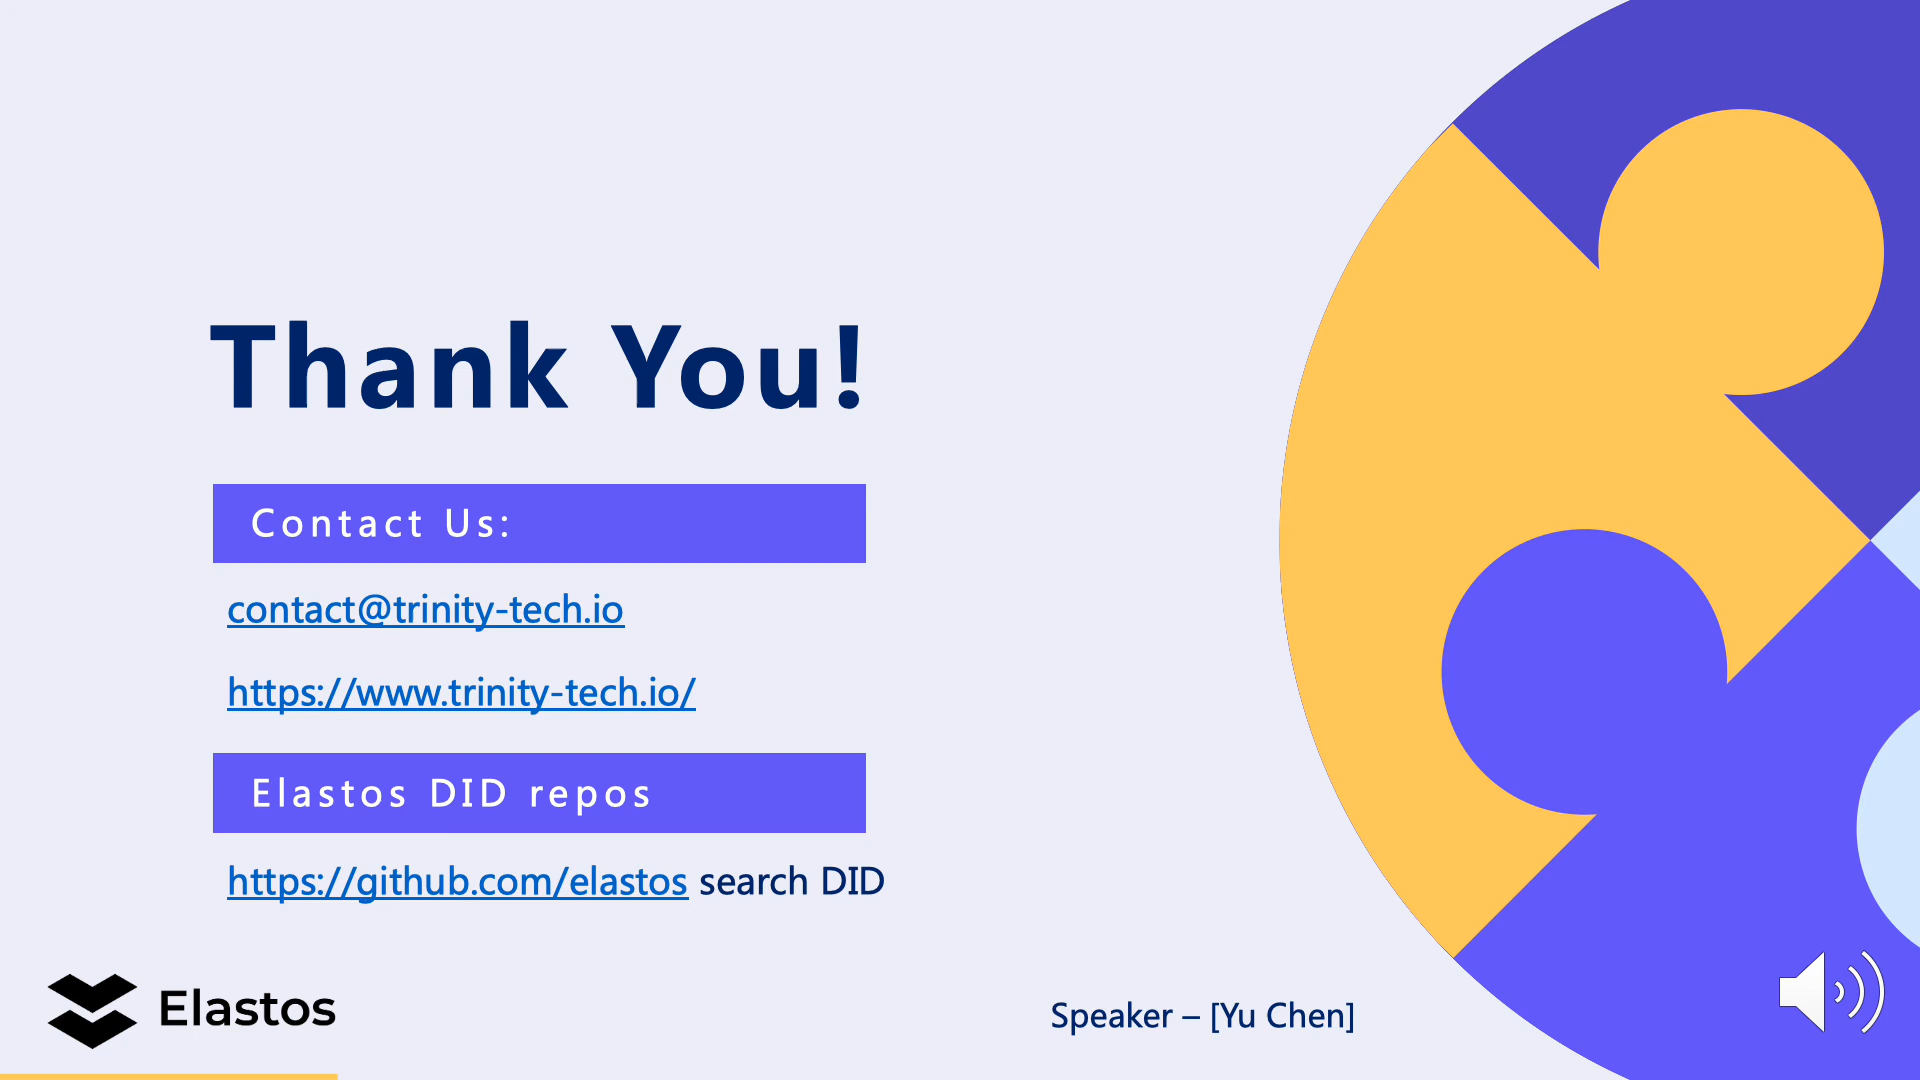 Thank You!
Contact Us:
contact@trinity-tech.io
https://www.trinity-tech.io/
Elastos DID repos
https://github.com/elastos search DID
Elastos
Speaker – [Yu Chen]